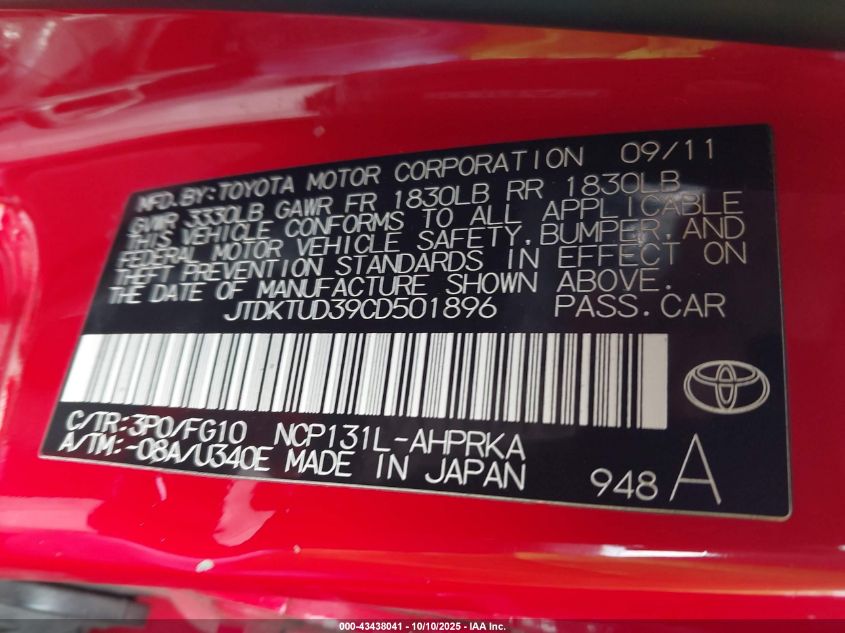 MFD.BY:TOYOTA MOTOR CORPORATION 09/11
GVWR 3330LB GAWR FR 1830LB RR 1830LB
THIS VEHICLE CONFORMS TO ALL APPLICABLE
FEDERAL MOTOR VEHICLE SAFETY,BUMPER,AND
THEFT PREVENTION STANDARDS IN EFFECT ON
THE DATE OF MANUFACTURE SHOWN ABOVE.
JTDKTUD39CD501896 PASS.CAR
C/TR:3P0/FG10 NCP131L-AHPRKA
A/TM:-08A/U340E MADE IN JAPAN
948 A
000-43438041 - 10/10/2025 - IAA Inc.